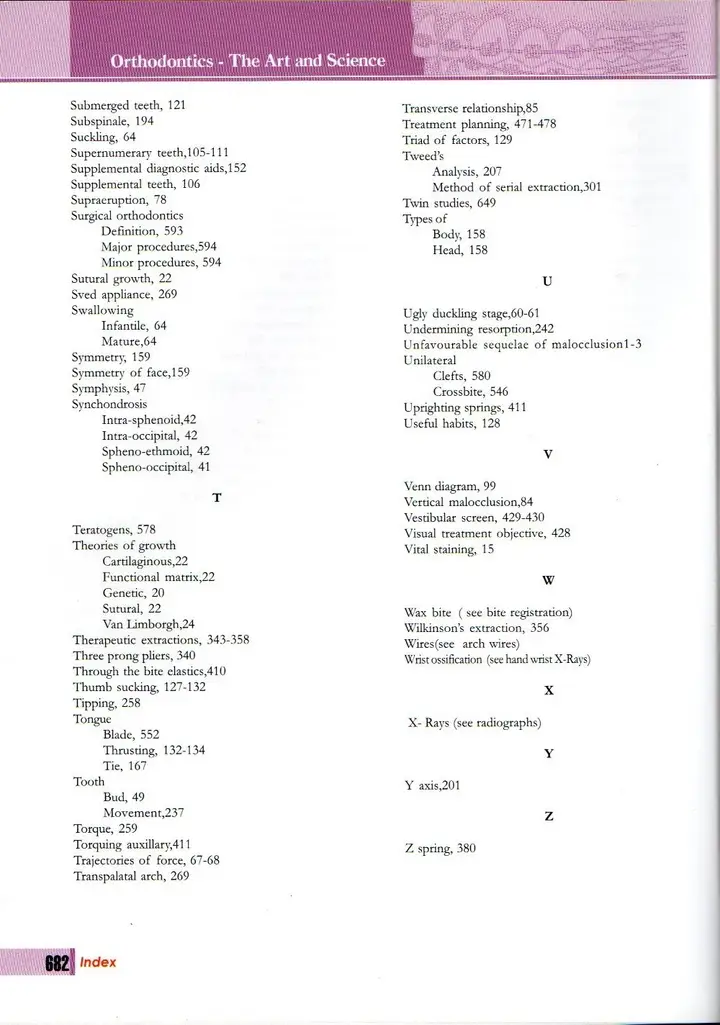 Orthodontics - The Art and Science
Submerged teeth, 121
Subspinale, 194
Suckling, 64
Supernumerary teeth,105-111
Supplemental diagnostic aids,152
Supplemental teeth, 106
Supraeruption, 78
Surgical orthodontics
Definition, 593
Major procedures,594
Minor procedures, 594
Sutural growth, 22
Sved appliance, 269
Swallowing
Infantile, 64
Mature,64
Symmetry, 159
Symmetry of face,159
Symphysis, 47
Synchondrosis
Intra-sphenoid,42
Intra-occipital, 42
Spheno-ethmoid, 42
Spheno-occipital, 41
T
Teratogens, 578
Theories of growth
Cartilaginous,22
Functional matrix,22
Genetic, 20
Sutural, 22
Van Limborgh,24
Therapeutic extractions, 343-358
Three prong pliers, 340
Through the bite elastics,410
Thumb sucking, 127-132
Tipping, 258
Tongue
Blade, 552
Thrusting, 132-134
Tie, 167
Tooth
Bud, 49
Movement,237
Torque, 259
Torquing auxillary,411
Trajectories of force, 67-68
Transpalatal arch, 269
Transverse relationship,85
Treatment planning, 471-478
Triad of factors, 129
Tweed's
Analysis, 207
Method of serial extraction,301
Twin studies, 649
Types of
Body, 158
Head, 158
U
Ugly duckling stage,60-61
Undermining resorption,242
Unfavourable sequelae of malocclusion1-3
Unilateral
Clefts, 580
Crossbite, 546
Uprighting springs, 411
Useful habits, 128
V
Venn diagram, 99
Vertical malocclusion,84
Vestibular screen, 429-430
Visual treatment objective, 428
Vital staining, 15
W
Wax bite ( see bite registration)
Wilkinson's extraction, 356
Wires(see arch wires)
Wrist ossification (see hand wrist X-Rays)
X
X- Rays (see radiographs)
Y
Y axis,201
Z
Z spring, 380
682 Index